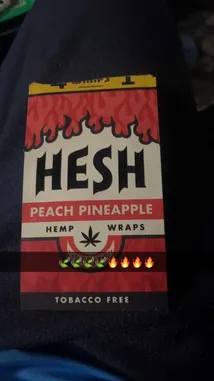 HESH
PEACH PINEAPPLE
HEMP WRAPS
🍃🍃🍃🍃🔥🔥🔥🔥
TOBACCO FREE